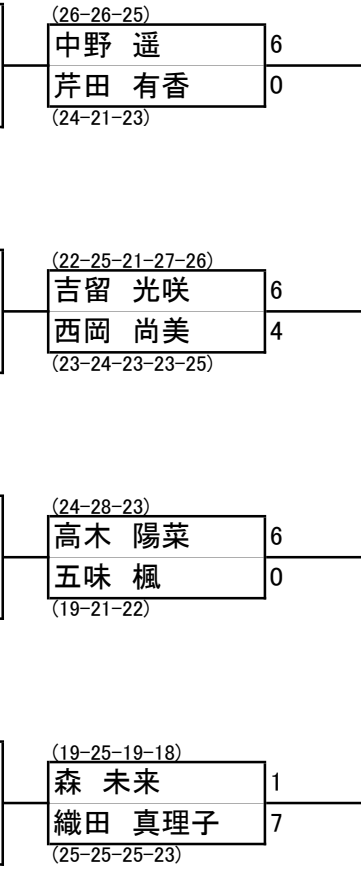 (26-26-25)
中野 遥 6
芹田 有香 0
(24-21-23)
(22-25-21-27-26)
吉留 光咲 6
西岡 尚美 4
(23-24-23-23-25)
(24-28-23)
高木 陽菜 6
五味 楓 0
(19-21-22)
(19-25-19-18)
森 未来 1
織田 真理子 7
(25-25-25-23)